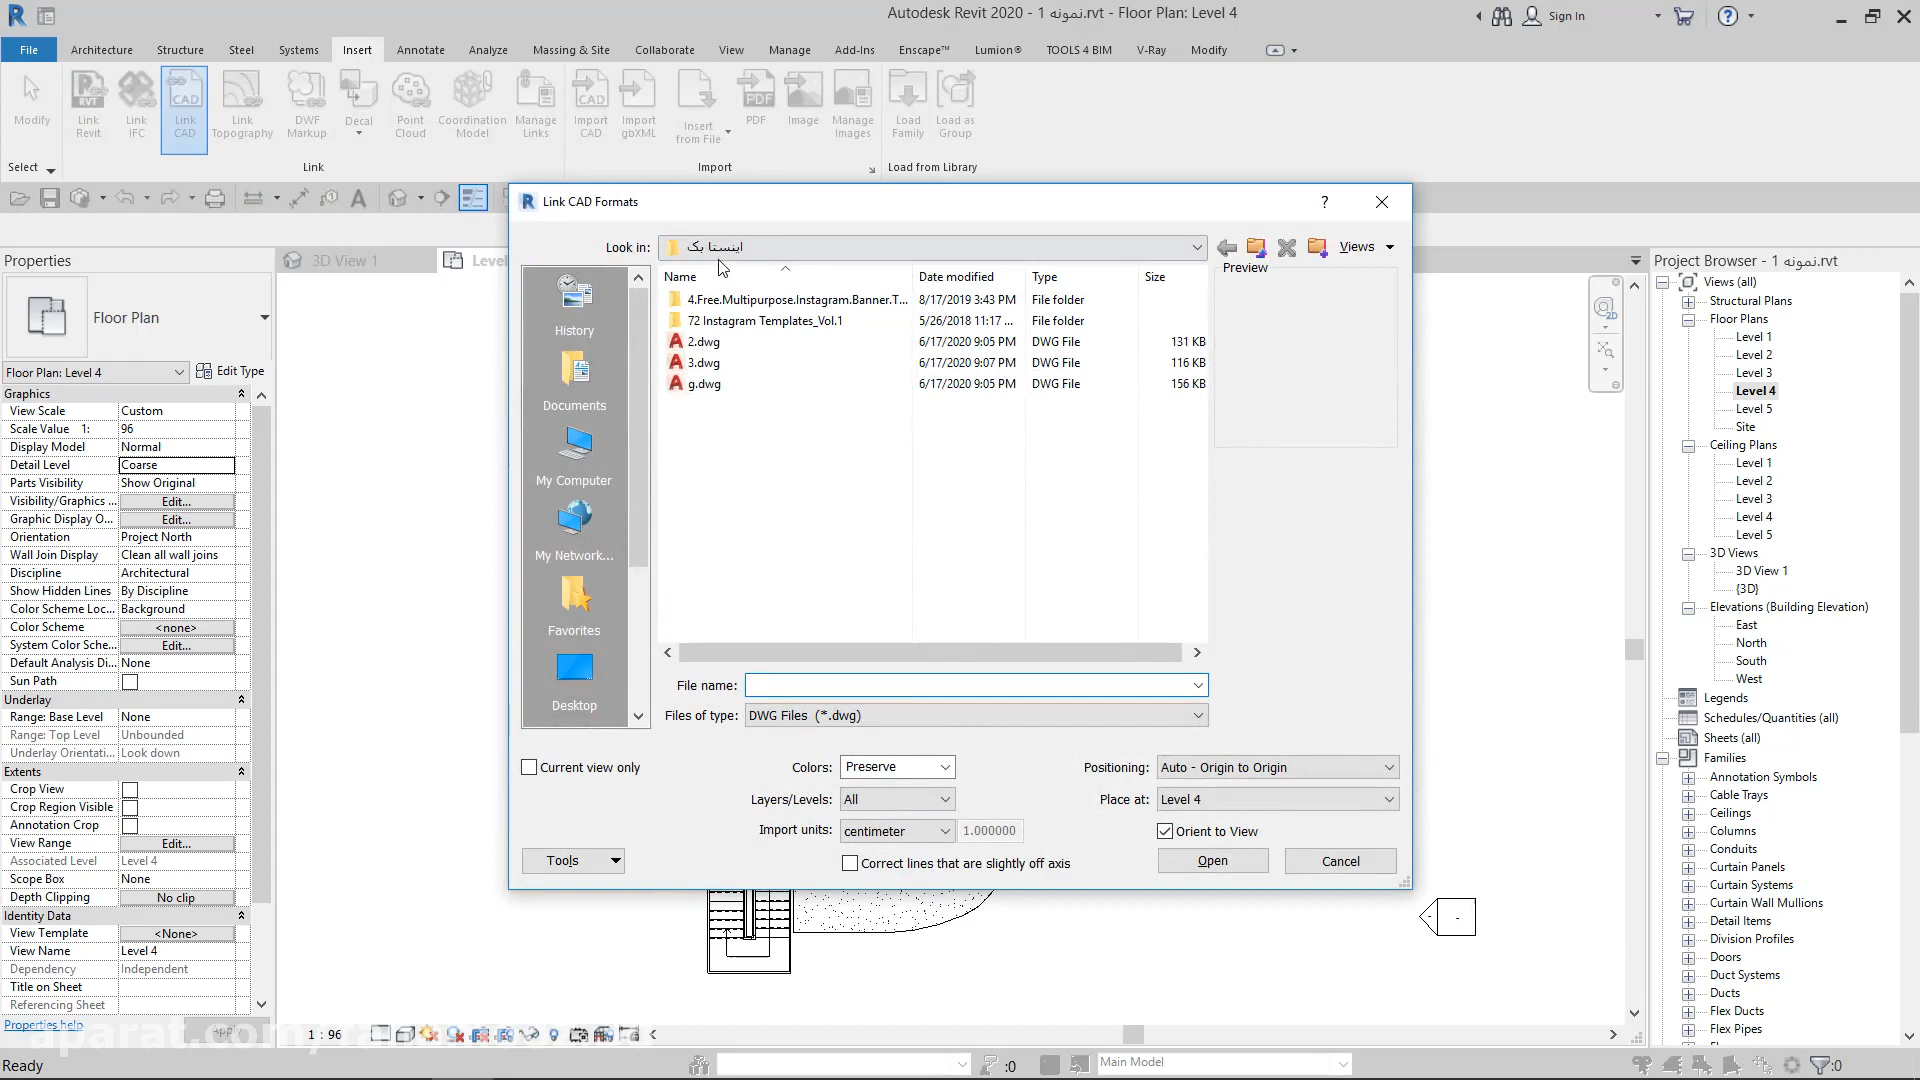 Autodesk Revit 2020 - نمونه 1.rvt - Floor Plan: Level 4
Sign In
File
Architecture
Structure
Steel
Systems
Insert
Annotate
Analyze
Massing & Site
Collaborate
View
Manage
Add-Ins
Enscape™
Lumion®
TOOLS 4 BIM
V-Ray
Modify
Modify
Link Revit
Link IFC
Link CAD
Link Topography
DWF Markup
Decal
Point Cloud
Coordination Model
Manage Links
Import CAD
Import gbXML
Insert from File
PDF
Image
Manage Images
Load Family
Load as Group
Select
Link
Import
Load from Library
Properties
3D View 1
Level
Floor Plan
Floor Plan: Level 4
Edit Type
Graphics
View Scale Custom
Scale Value 1: 96
Display Model Normal
Detail Level Coarse
Parts Visibility Show Original
Visibility/Graphics ... Edit...
Graphic Display O... Edit...
Orientation Project North
Wall Join Display Clean all wall joins
Discipline Architectural
Show Hidden Lines By Discipline
Color Scheme Loc... Background
Color Scheme <none>
System Color Sche... Edit...
Default Analysis Di... None
Sun Path
Underlay
Range: Base Level None
Range: Top Level Unbounded
Underlay Orientati... Look down
Extents
Crop View
Crop Region Visible
Annotation Crop
View Range Edit...
Associated Level Level 4
Scope Box None
Depth Clipping No clip
Identity Data
View Template <None>
View Name Level 4
Dependency Independent
Title on Sheet
Referencing Sheet
Properties help
Apply
Link CAD Formats
Look in: اینستا بک
Views
Name Date modified Type Size
4.Free.Multipurpose.Instagram.Banner.T... 8/17/2019 3:43 PM File folder
72 Instagram Templates_Vol.1 5/26/2018 11:17 ... File folder
2.dwg 6/17/2020 9:05 PM DWG File 131 KB
3.dwg 6/17/2020 9:07 PM DWG File 116 KB
g.dwg 6/17/2020 9:05 PM DWG File 156 KB
Preview
History
Documents
My Computer
My Network...
Favorites
Desktop
File name:
Files of type: DWG Files (*.dwg)
Current view only
Colors: Preserve
Positioning: Auto - Origin to Origin
Layers/Levels: All
Place at: Level 4
Import units: centimeter 1.000000
Orient to View
Correct lines that are slightly off axis
Tools
Open
Cancel
Project Browser - نمونه 1.rvt
Views (all)
Structural Plans
Floor Plans
Level 1
Level 2
Level 3
Level 4
Level 5
Site
Ceiling Plans
Level 1
Level 2
Level 3
Level 4
Level 5
3D Views
3D View 1
{3D}
Elevations (Building Elevation)
East
North
South
West
Legends
Schedules/Quantities (all)
Sheets (all)
Families
Annotation Symbols
Cable Trays
Ceilings
Columns
Conduits
Curtain Panels
Curtain Systems
Curtain Wall Mullions
Detail Items
Division Profiles
Doors
Duct Systems
Ducts
Flex Ducts
Flex Pipes
1 : 96
Ready
:0
Main Model
:0